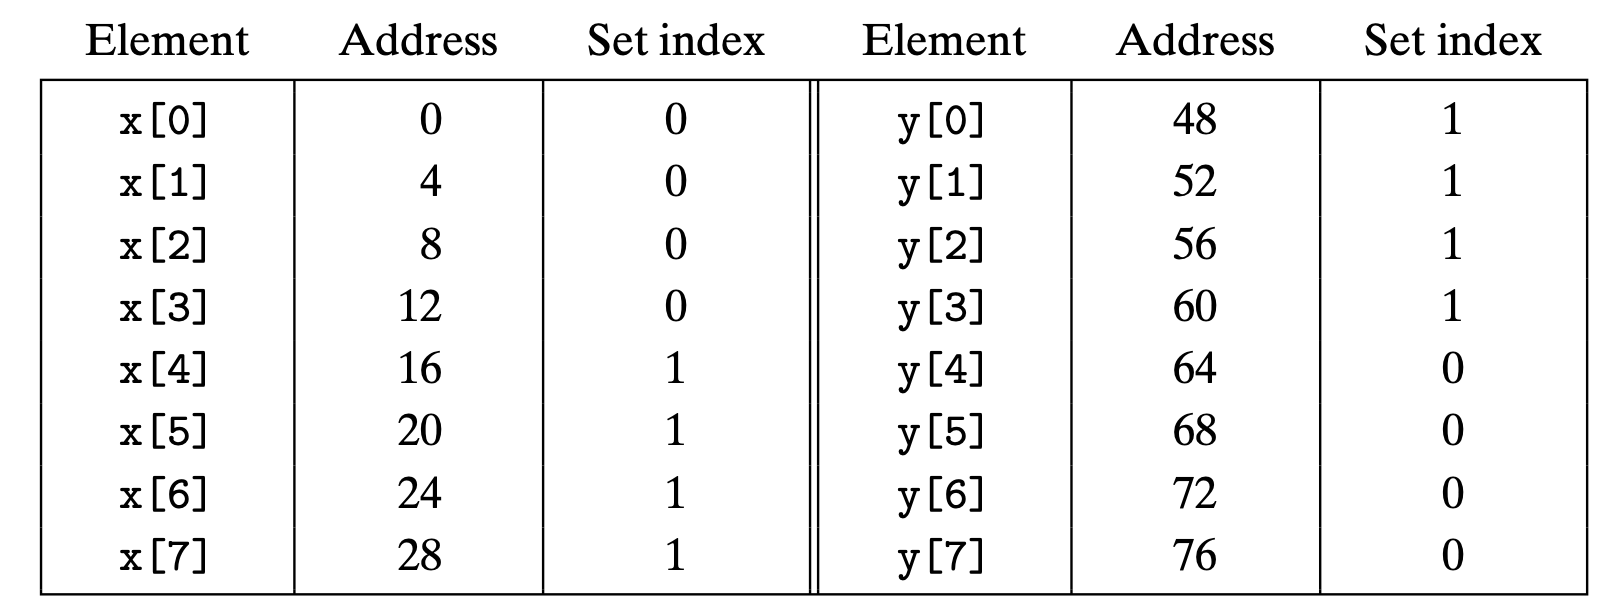 Element Address Set index Element Address Set index
x[0] 0 0 y[0] 48 1
x[1] 4 0 y[1] 52 1
x[2] 8 0 y[2] 56 1
x[3] 12 0 y[3] 60 1
x[4] 16 1 y[4] 64 0
x[5] 20 1 y[5] 68 0
x[6] 24 1 y[6] 72 0
x[7] 28 1 y[7] 76 0